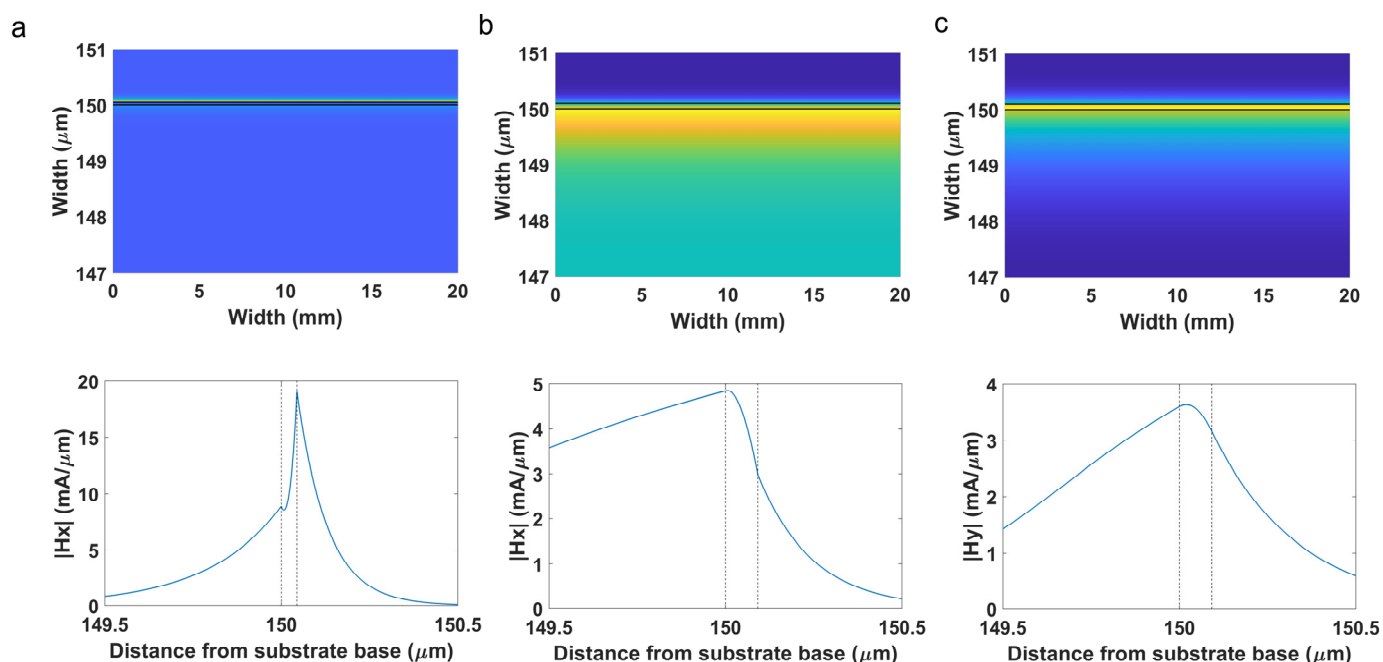 a
151
150
149
148
147
Width (μm)
0 5 10 15 20
Width (mm)
b
151
150
149
148
147
Width (μm)
0 5 10 15 20
Width (mm)
c
151
150
149
148
147
Width (μm)
0 5 10 15 20
Width (mm)
20
15
10
5
0
|Hx| (mA/μm)
149.5 150 150.5
Distance from substrate base (μm)
5
4
3
2
1
0
|Hx| (mA/μm)
149.5 150 150.5
Distance from substrate base (μm)
4
3
2
1
0
|Hy| (mA/μm)
149.5 150 150.5
Distance from substrate base (μm)